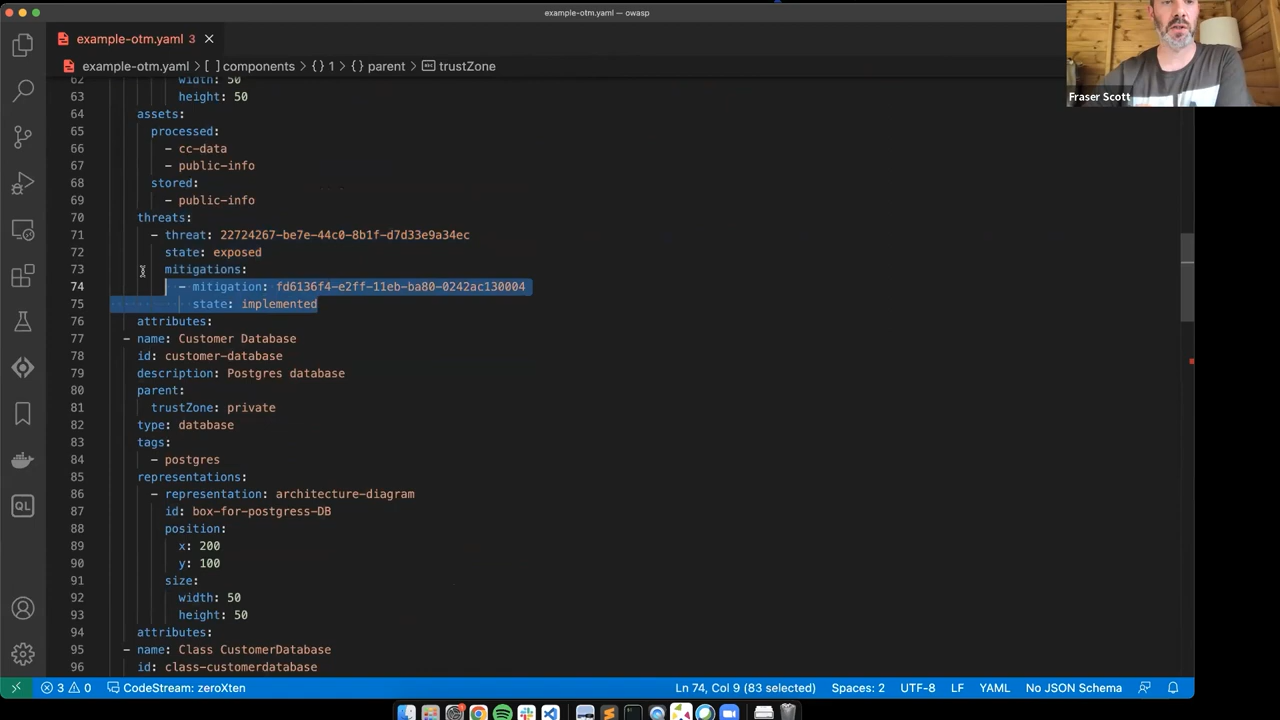 example-otm.yaml — owasp
example-otm.yaml 3
example-otm.yaml > [ ] components > {} 1 > {} parent > trustZone
Fraser Scott
62 width: 50
63 height: 50
64 assets:
65 processed:
66 - cc-data
67 - public-info
68 stored:
69 - public-info
70 threats:
71 - threat: 22724267-be7e-44c0-8b1f-d7d33e9a34ec
72 state: exposed
73 mitigations:
74 - mitigation: fd6136f4-e2ff-11eb-ba80-0242ac130004
75 state: implemented
76 attributes:
77 - name: Customer Database
78 id: customer-database
79 description: Postgres database
80 parent:
81 trustZone: private
82 type: database
83 tags:
84 - postgres
85 representations:
86 - representation: architecture-diagram
87 id: box-for-postgress-DB
88 position:
89 x: 200
90 y: 100
91 size:
92 width: 50
93 height: 50
94 attributes:
95 - name: Class CustomerDatabase
96 id: class-customerdatabase
QL
3 0 CodeStream: zeroXten Ln 74, Col 9 (83 selected) Spaces: 2 UTF-8 LF YAML No JSON Schema